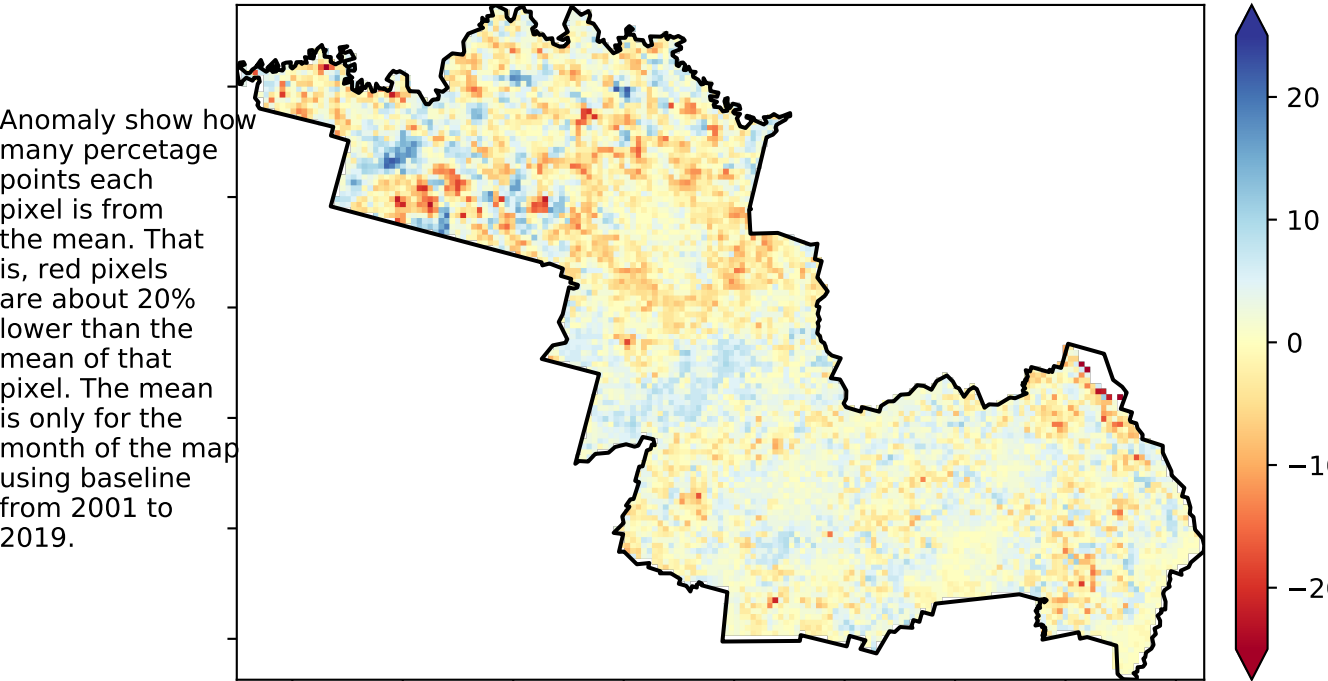 Anomaly show how
many percetage
points each
pixel is from
the mean. That
is, red pixels
are about 20%
lower than the
mean of that
pixel. The mean
is only for the
month of the map
using baseline
from 2001 to
2019.
20
10
0
−10
−20